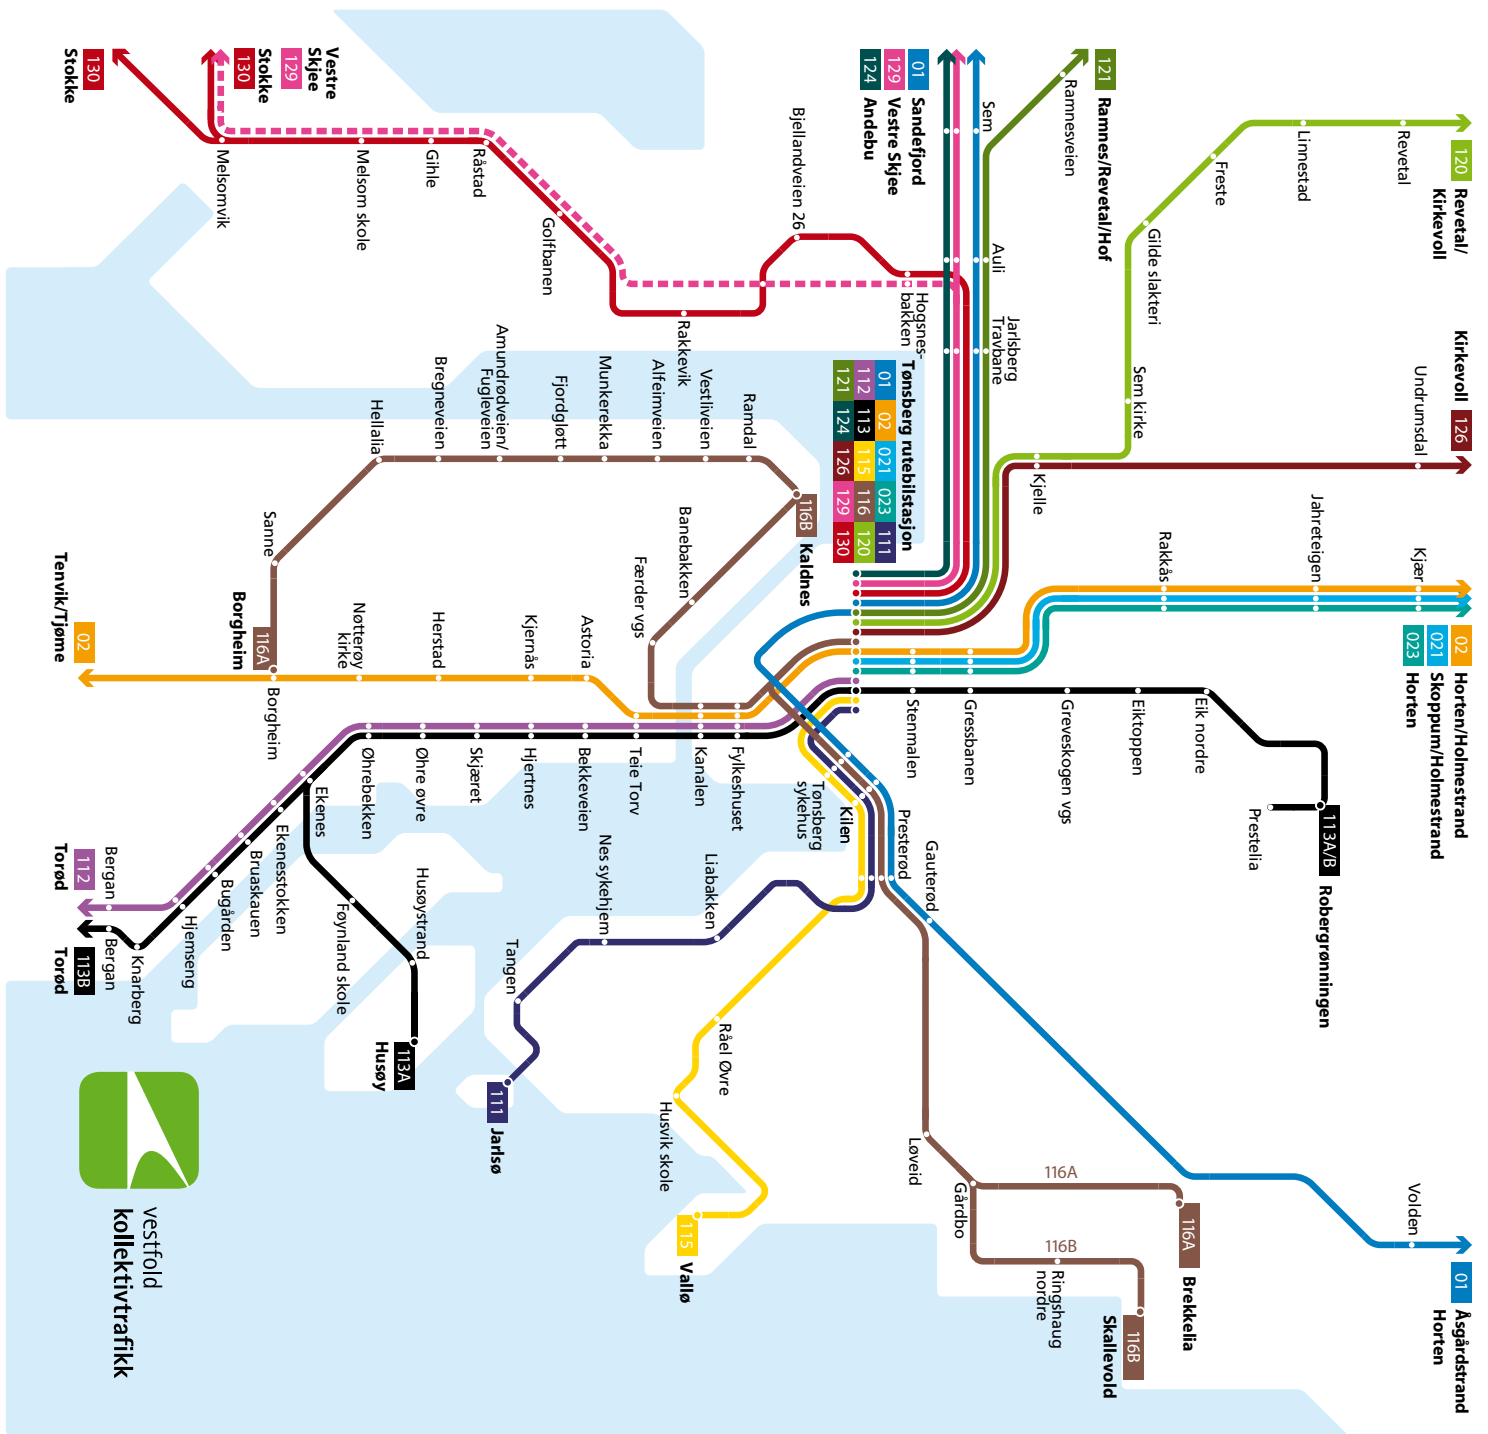 130
Stokke
Vestre
Skjee
129
130
Stokke
Melsomvik
Melsom skole
Gihle
Råstad
Golfbanen
Bjellandveien 26
Rakkevik
Hogsnes-
bakken
01
Sandefjord
129
Vestre Skjee
124
Andebu
Sem
Auli
Jarlsberg
Travbane
121
Ramnes/Revetal/Hof
Ramnesveien
120
Revetal/
Kirkevoll
Revetal
Linnestad
Freste
Gilde slakteri
Sem kirke
Kirkevoll
126
Undrumsdal
Kjelle
Tønsberg rutebilstasjon
01 02 021 023 111
112 113 115 116 120
121 124 126 129 130
Kjær
Jahreteigen
Rakkås
02
Horten/Holmestrand
021
Skoppum/Holmestrand
023
Horten
Stenmalen
Gressbanen
Greveskogen vgs
Eiktoppen
Eik nordre
Prestelia
113A/B
Robergrønningen
116B
Kaldnes
Ramdal
Vestliveien
Alfeimveien
Munkerekka
Fjordgløtt
Amundrødveien/
Fugleveien
Bregneveien
Hellalia
Sanne
Borgheim
116A
Banebakken
Færder vgs
Tenvik/Tjøme
02
Borgheim
Nøtterøy
kirke
Herstad
Kjernås
Astoria
Øhrebekken
Øhre øvre
Skjæret
Hjertnes
Bekkeveien
Teie Torv
Kanalen
Fylkeshuset
Tønsberg
sykehus
Kilen
Presterød
Gauterød
Ekenes
Ekenesstokken
Bruaskauen
Bugården
Hjemseng
Knarberg
Bergan
112
Torød
Bergan
113B
Torød
Føynland skole
Husøystrand
113A
Husøy
Liabakken
Nes sykehjem
Tangen
111
Jarlsø
Råel Øvre
Husvik skole
115
Vallø
Løveid
Gårdbo
116A
116A
Brekkelia
116B
Ringshaug
nordre
116B
Skallevold
Volden
01
Åsgårdstrand
Horten
vestfold
kollektivtrafikk